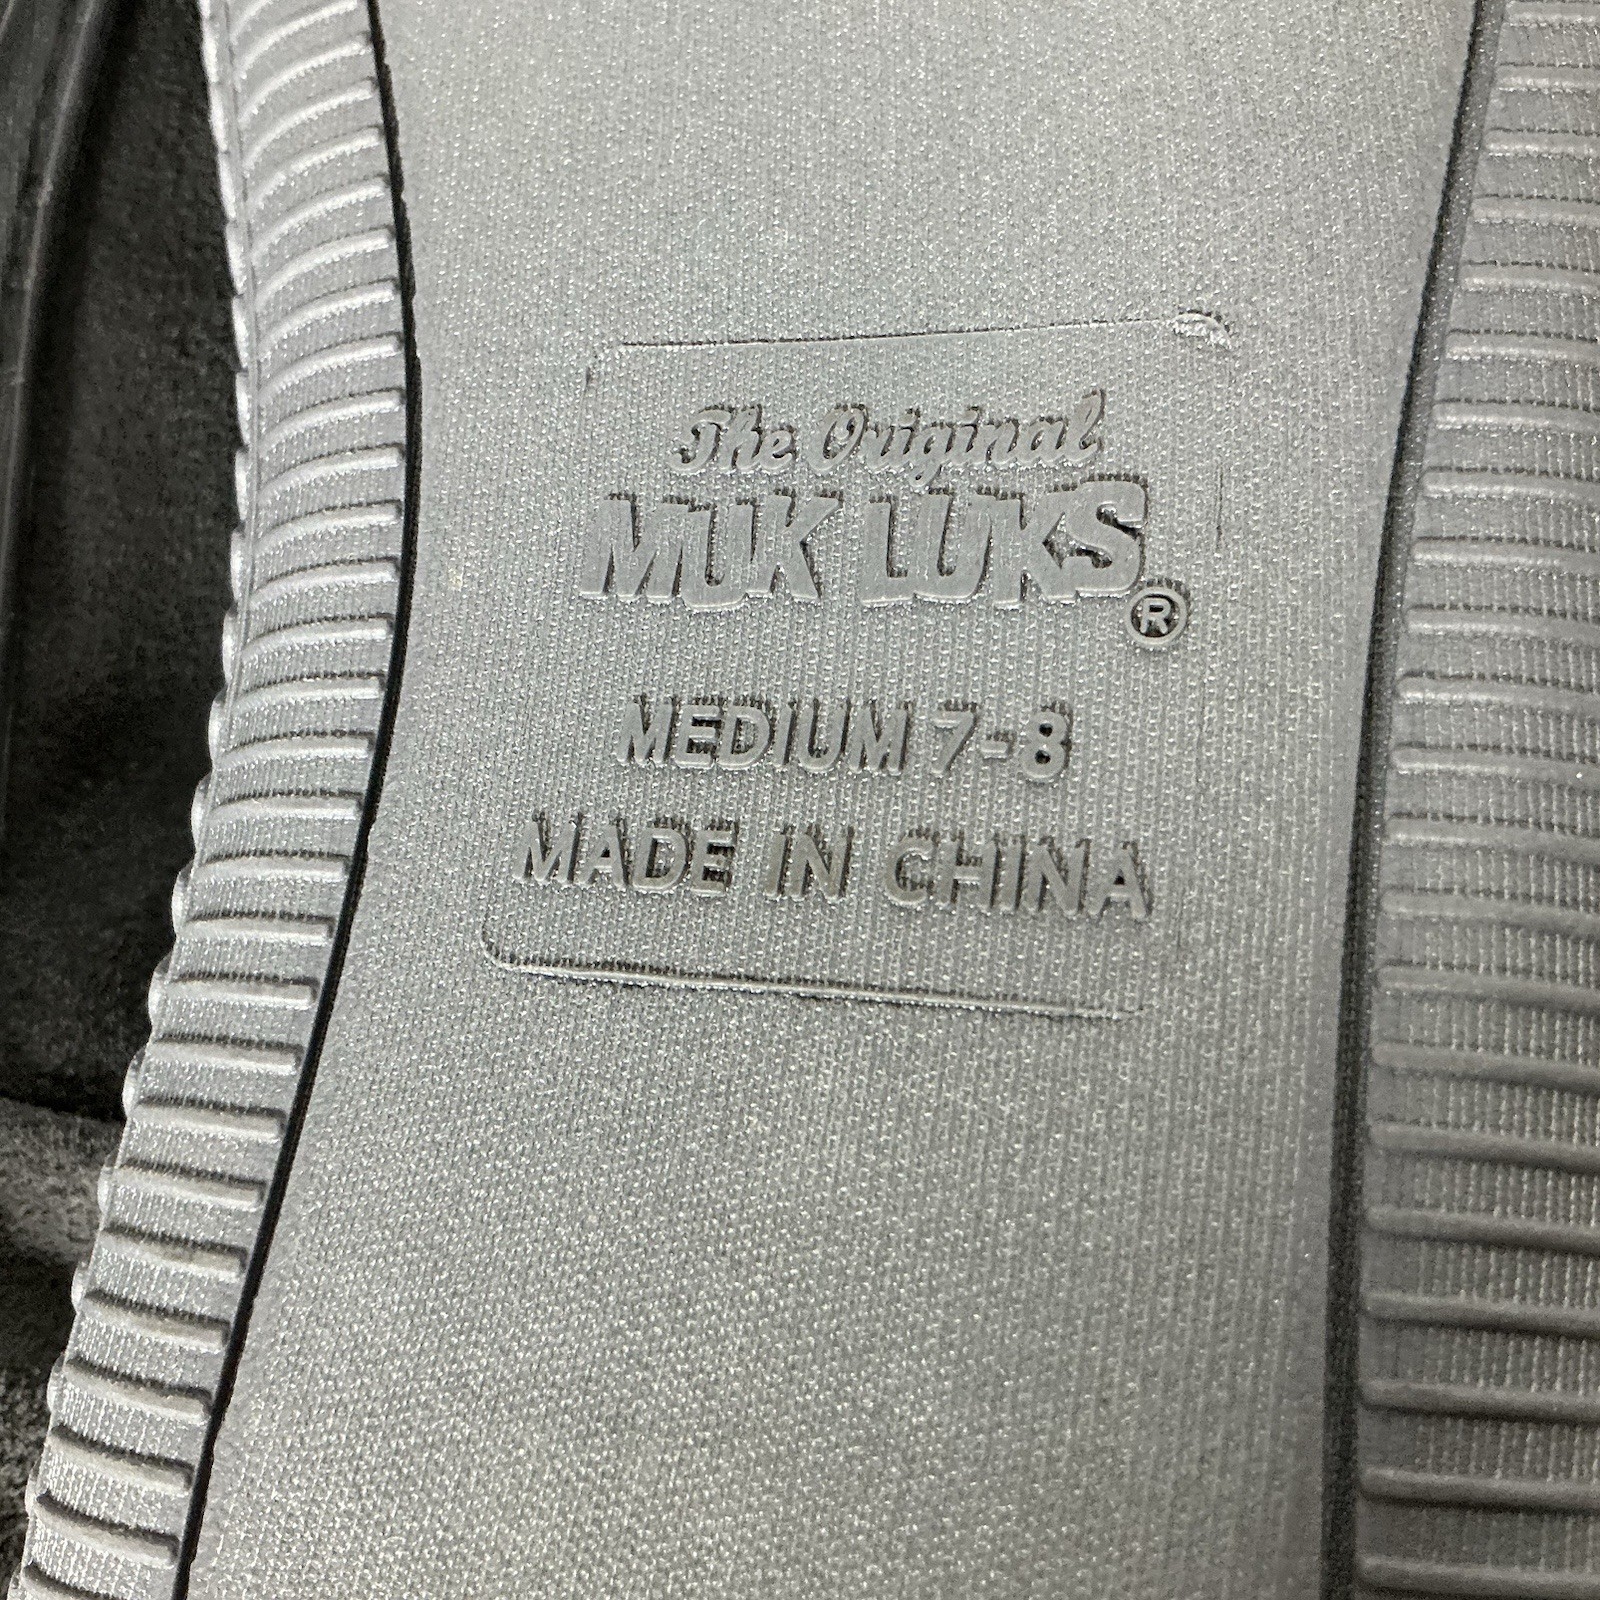 The Original
MUK LUKS®
MEDIUM 7-8
MADE IN CHINA